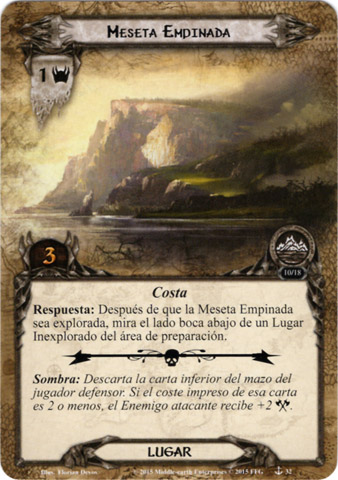 MESETA EMPINADA
1
3
10/18
Costa
Respuesta: Después de que la Meseta Empinada
sea explorada, mira el lado boca abajo de un Lugar
Inexplorado del área de preparación.
Sombra: Descarta la carta inferior del mazo del
jugador defensor. Si el coste impreso de esa carta
es 2 o menos, el Enemigo atacante recibe +2
LUGAR
Ilus. Florian Devos
© 2015 Middle-earth Enterprises © 2015 FFG
32